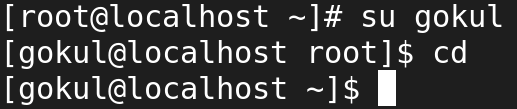 [root@localhost ~]# su gokul
[gokul@localhost root]$ cd
[gokul@localhost ~]$